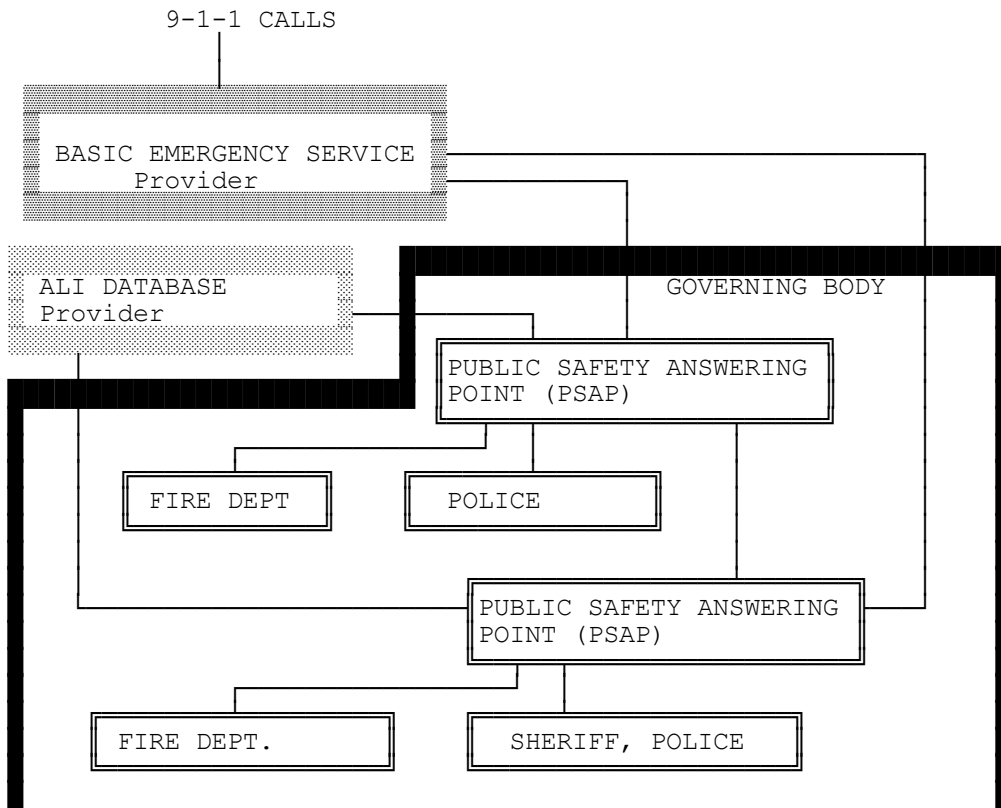 9-1-1 CALLS
BASIC EMERGENCY SERVICE
Provider
ALI DATABASE
Provider
GOVERNING BODY
PUBLIC SAFETY ANSWERING
POINT (PSAP)
FIRE DEPT
POLICE
PUBLIC SAFETY ANSWERING
POINT (PSAP)
FIRE DEPT.
SHERIFF, POLICE